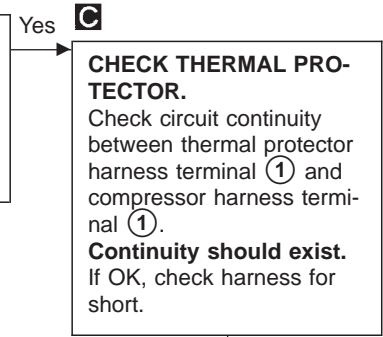 Yes C
CHECK THERMAL PRO-
TECTOR.
Check circuit continuity
between thermal protector
harness terminal ① and
compressor harness termi-
nal ①.
Continuity should exist.
If OK, check harness for
short.